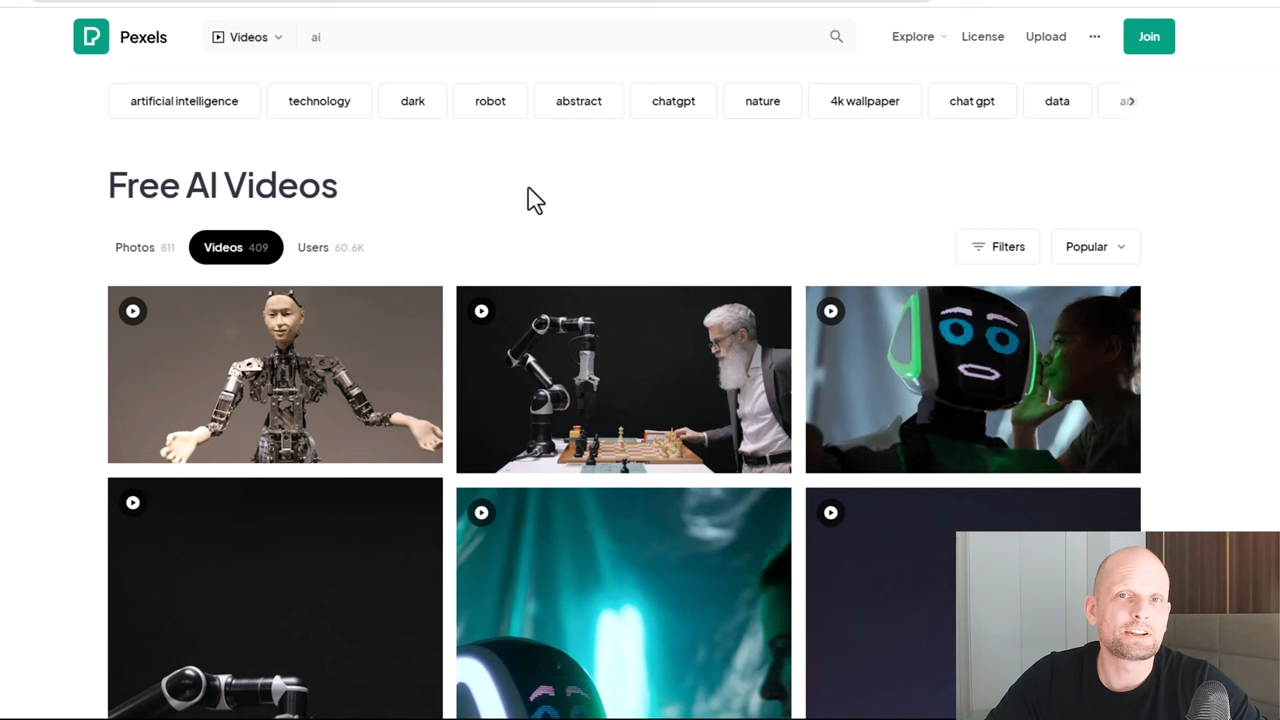 Pexels Videos ai Explore License Upload ... Join
artificial intelligence technology dark robot abstract chatgpt nature 4k wallpaper chat gpt data
Free AI Videos
Photos 811 Videos 409 Users 60.6K Filters Popular